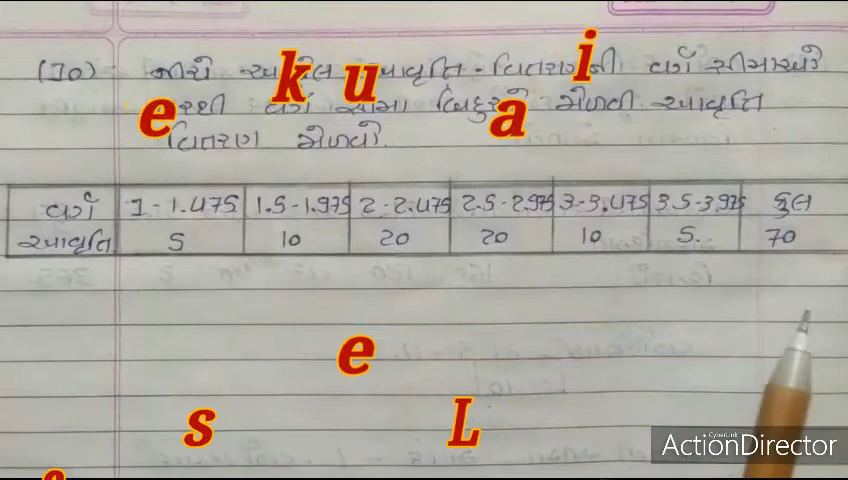 (10) નીચે આવૃત્તિ-વિતરણની વર્ગ સીમાઓ
પરથી વર્ગ સીમા બિંદુઓ મેળવી આવૃત્તિ
વિતરણ મેળવો.
વર્ગ 1-1.475 1.5-1.975 2-2.475 2.5-2.975 3-3.475 3.5-3.975 કુલ
આવૃત્તિ 5 10 20 20 10 5. 70
k u i
e a
e
s L
CyberLink
ActionDirector